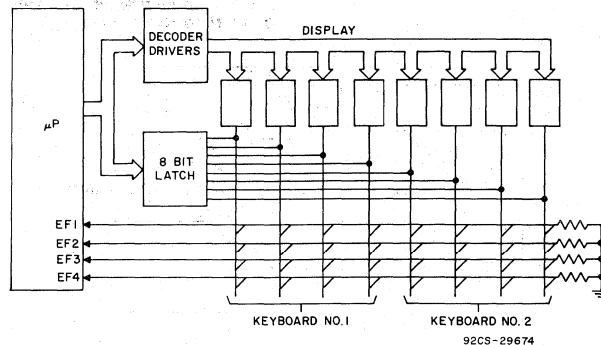 DECODER
DRIVERS
DISPLAY
μP
8 BIT
LATCH
EF1
EF2
EF3
EF4
KEYBOARD NO.1
KEYBOARD NO.2
92CS-29674